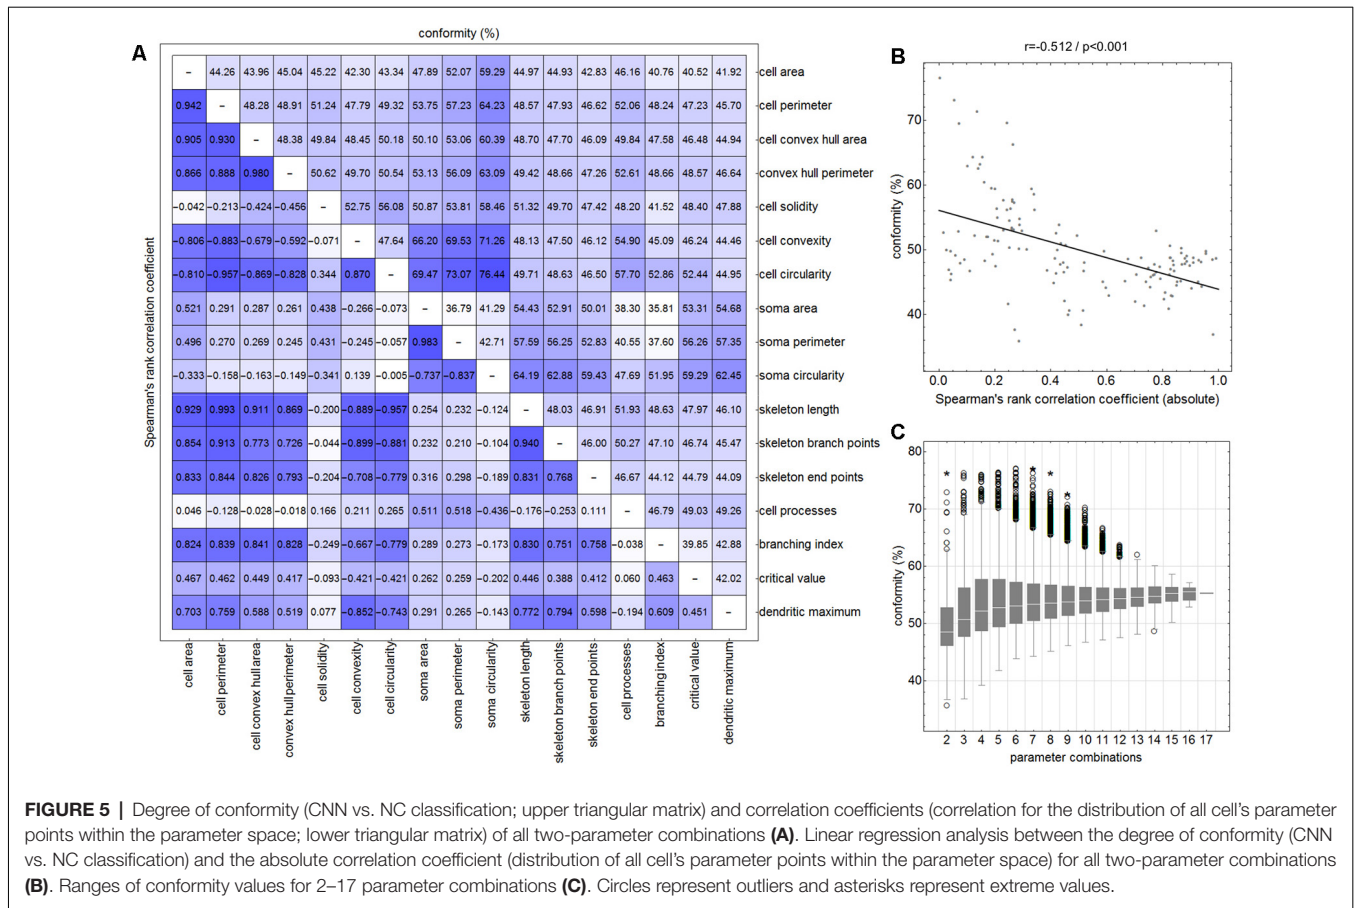 conformity (%)
A
– 44.26 43.96 45.04 45.22 42.30 43.34 47.89 52.07 59.29 44.97 44.93 42.83 46.16 40.76 40.52 41.92 cell area
0.942 – 48.28 48.91 51.24 47.79 49.32 53.75 57.23 64.23 48.57 47.93 46.62 52.06 48.24 47.23 45.70 cell perimeter
0.905 0.930 – 48.38 49.84 48.45 50.18 50.10 53.06 60.39 48.70 47.70 46.09 49.84 47.58 46.48 44.94 cell convex hull area
0.866 0.888 0.980 – 50.62 49.70 50.54 53.13 56.09 63.09 49.42 48.66 47.26 52.61 48.66 48.57 46.64 convex hull perimeter
−0.042 −0.213 −0.424 −0.456 – 52.75 56.08 50.87 53.81 58.46 51.32 49.70 47.42 48.20 41.52 48.40 47.88 cell solidity
−0.806 −0.883 −0.679 −0.592 −0.071 – 47.64 66.20 69.53 71.26 48.13 47.50 46.12 54.90 45.09 46.24 44.46 cell convexity
−0.810 −0.957 −0.869 −0.828 0.344 0.870 – 69.47 73.07 76.44 49.71 48.63 46.50 57.70 52.86 52.44 44.95 cell circularity
0.521 0.291 0.287 0.261 0.438 −0.266 −0.073 – 36.79 41.29 54.43 52.91 50.01 38.30 35.81 53.31 54.68 soma area
0.496 0.270 0.269 0.245 0.431 −0.245 −0.057 0.983 – 42.71 57.59 56.25 52.83 40.55 37.60 56.26 57.35 soma perimeter
−0.333 −0.158 −0.163 −0.149 −0.341 0.139 −0.005 −0.737 −0.837 – 64.19 62.88 59.43 47.69 51.95 59.29 62.45 soma circularity
0.929 0.993 0.911 0.869 −0.200 −0.889 −0.957 0.254 0.232 −0.124 – 48.03 46.91 51.93 48.63 47.97 46.10 skeleton length
0.854 0.913 0.773 0.726 −0.044 −0.899 −0.881 0.232 0.210 −0.104 0.940 – 46.00 50.27 47.10 46.74 45.47 skeleton branch points
0.833 0.844 0.826 0.793 −0.204 −0.708 −0.779 0.316 0.298 −0.189 0.831 0.768 – 46.67 44.12 44.79 44.09 skeleton end points
0.046 −0.128 −0.028 −0.018 0.166 0.211 0.265 0.511 0.518 −0.436 −0.176 −0.253 0.111 – 46.79 49.03 49.26 cell processes
0.824 0.839 0.841 0.828 −0.249 −0.667 −0.779 0.289 0.273 −0.173 0.830 0.751 0.758 −0.038 – 39.85 42.88 branching index
0.467 0.462 0.449 0.417 −0.093 −0.421 −0.421 0.262 0.259 −0.202 0.446 0.388 0.412 0.060 0.463 – 42.02 critical value
0.703 0.759 0.588 0.519 0.077 −0.852 −0.743 0.291 0.265 −0.143 0.772 0.794 0.598 −0.194 0.609 0.451 – dendritic maximum
Spearman's rank correlation coefficient
cell area
cell perimeter
cell convex hull area
convex hull perimeter
cell solidity
cell convexity
cell circularity
soma area
soma perimeter
soma circularity
skeleton length
skeleton branch points
skeleton end points
cell processes
branching index
critical value
dendritic maximum
B
r=-0.512 / p<0.001
conformity (%)
70
60
50
40
0.0 0.2 0.4 0.6 0.8 1.0
Spearman's rank correlation coefficient (absolute)
C
conformity (%)
80
70
60
50
40
2 3 4 5 6 7 8 9 10 11 12 13 14 15 16 17
parameter combinations
FIGURE 5 | Degree of conformity (CNN vs. NC classification; upper triangular matrix) and correlation coefficients (correlation for the distribution of all cell's parameter
points within the parameter space; lower triangular matrix) of all two-parameter combinations (A). Linear regression analysis between the degree of conformity (CNN
vs. NC classification) and the absolute correlation coefficient (distribution of all cell's parameter points within the parameter space) for all two-parameter combinations
(B). Ranges of conformity values for 2–17 parameter combinations (C). Circles represent outliers and asterisks represent extreme values.